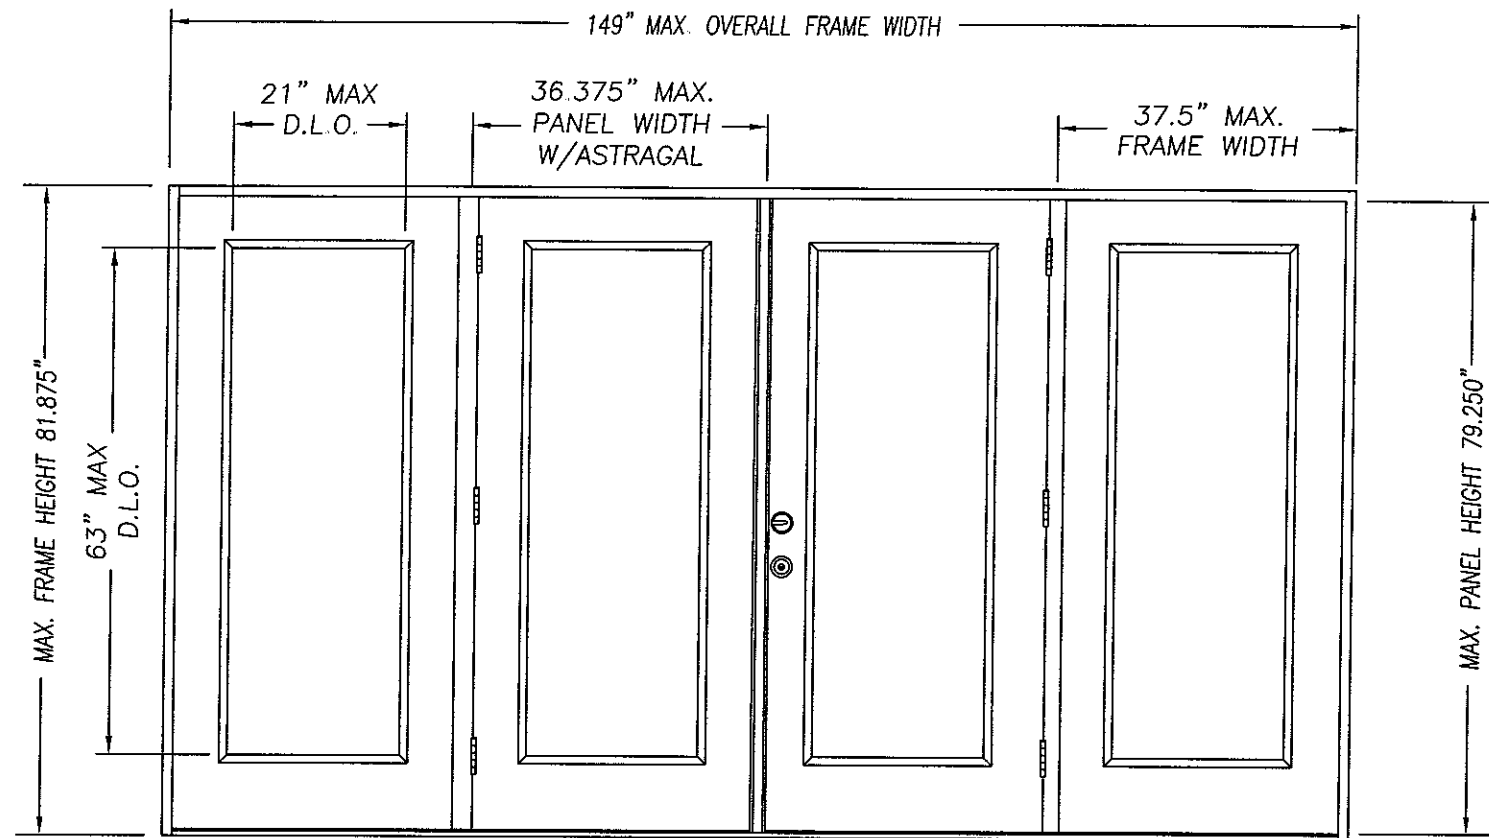 149" MAX. OVERALL FRAME WIDTH
21" MAX
D.L.O.
36.375" MAX.
PANEL WIDTH
W/ASTRAGAL
37.5" MAX.
FRAME WIDTH
MAX. FRAME HEIGHT 81.875"
63" MAX
D.L.O.
MAX. PANEL HEIGHT 79.250"